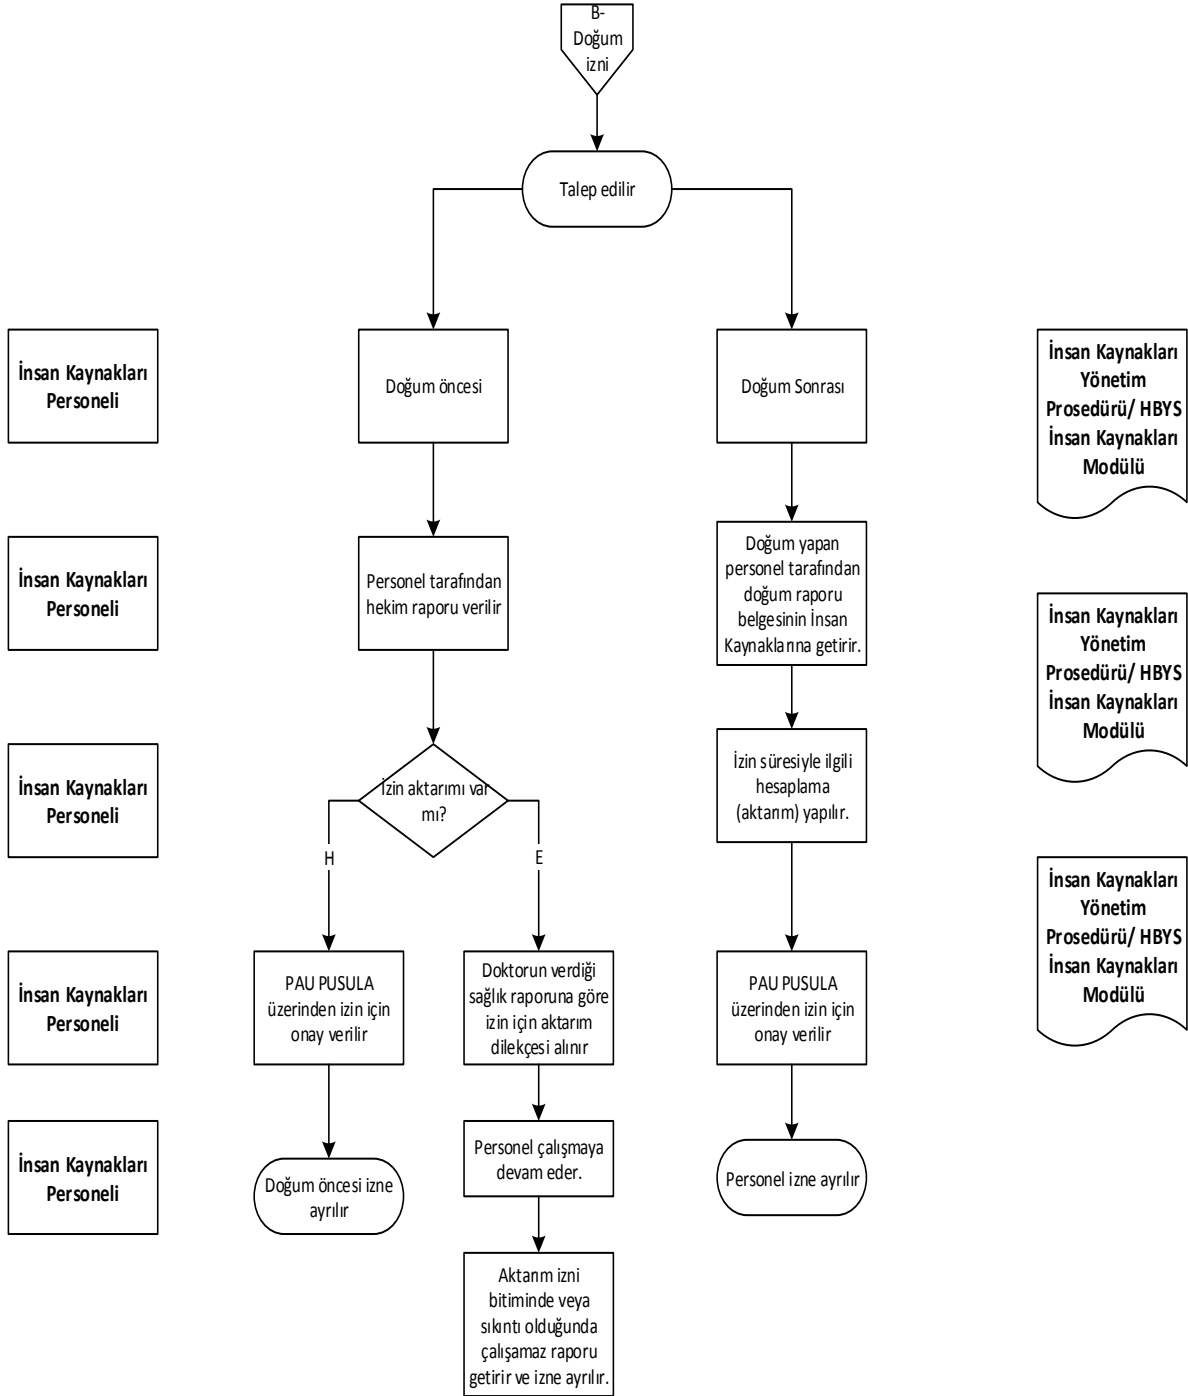 B-
Doğum
izni
Talep edilir
İnsan Kaynakları
Personeli
Doğum öncesi
Doğum Sonrası
İnsan Kaynakları
Yönetim
Prosedürü/ HBYS
İnsan Kaynakları
Modülü
İnsan Kaynakları
Personeli
Personel tarafından
hekim raporu verilir
Doğum yapan
personel tarafından
doğum raporu
belgesinin İnsan
Kaynaklarına getirir.
İnsan Kaynakları
Yönetim
Prosedürü/ HBYS
İnsan Kaynakları
Modülü
İnsan Kaynakları
Personeli
İzin aktarımı var
mı?
H
E
İzin süresiyle ilgili
hesaplama
(aktarım) yapılır.
İnsan Kaynakları
Yönetim
Prosedürü/ HBYS
İnsan Kaynakları
Modülü
İnsan Kaynakları
Personeli
PAU PUSULA
üzerinden izin için
onay verilir
Doktorun verdiği
sağlık raporuna göre
izin için aktarım
dilekçesi alınır
PAU PUSULA
üzerinden izin için
onay verilir
İnsan Kaynakları
Personeli
Doğum öncesi izne
ayrılır
Personel çalışmaya
devam eder.
Personel izne ayrılır
Aktarım izni
bitiminde veya
sıkıntı olduğunda
çalışamaz raporu
getirir ve izne ayrılır.